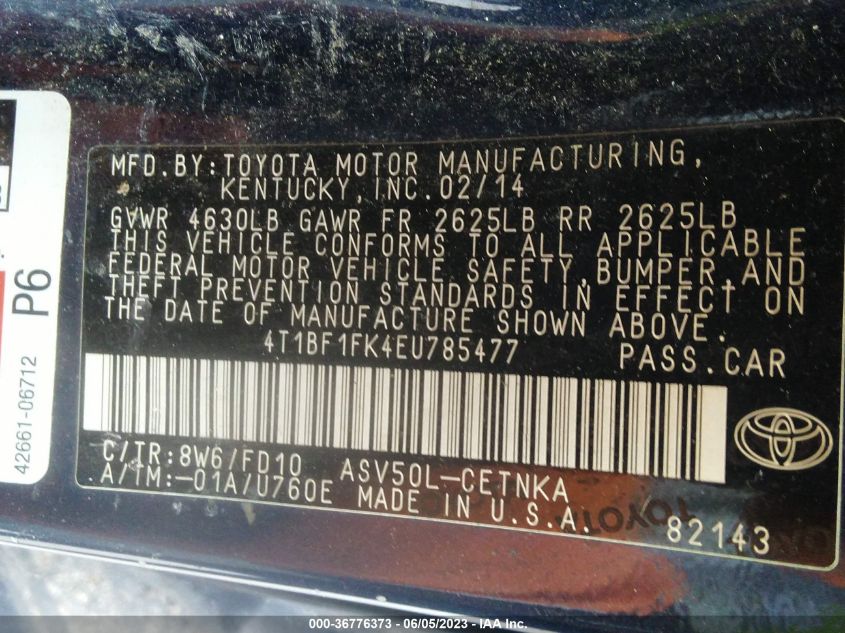 MFD.BY:TOYOTA MOTOR MANUFACTURING,
KENTUCKY,INC.02/14
GVWR 4630LB GAWR FR 2625LB RR 2625LB
THIS VEHICLE CONFORMS TO ALL APPLICABLE
FEDERAL MOTOR VEHICLE SAFETY,BUMPER,AND
THEFT PREVENTION STANDARDS IN EFFECT ON
THE DATE OF MANUFACTURE SHOWN ABOVE.
4T1BF1FK4EU785477 PASS.CAR
C/TR:8W6/FD10 ASV50L-CETNKA
A/TM:-01A/U760E MADE IN U.S.A.
82143
TOYOTA
P6
42661-06712
000-36776373 - 06/05/2023 - IAA, Inc.